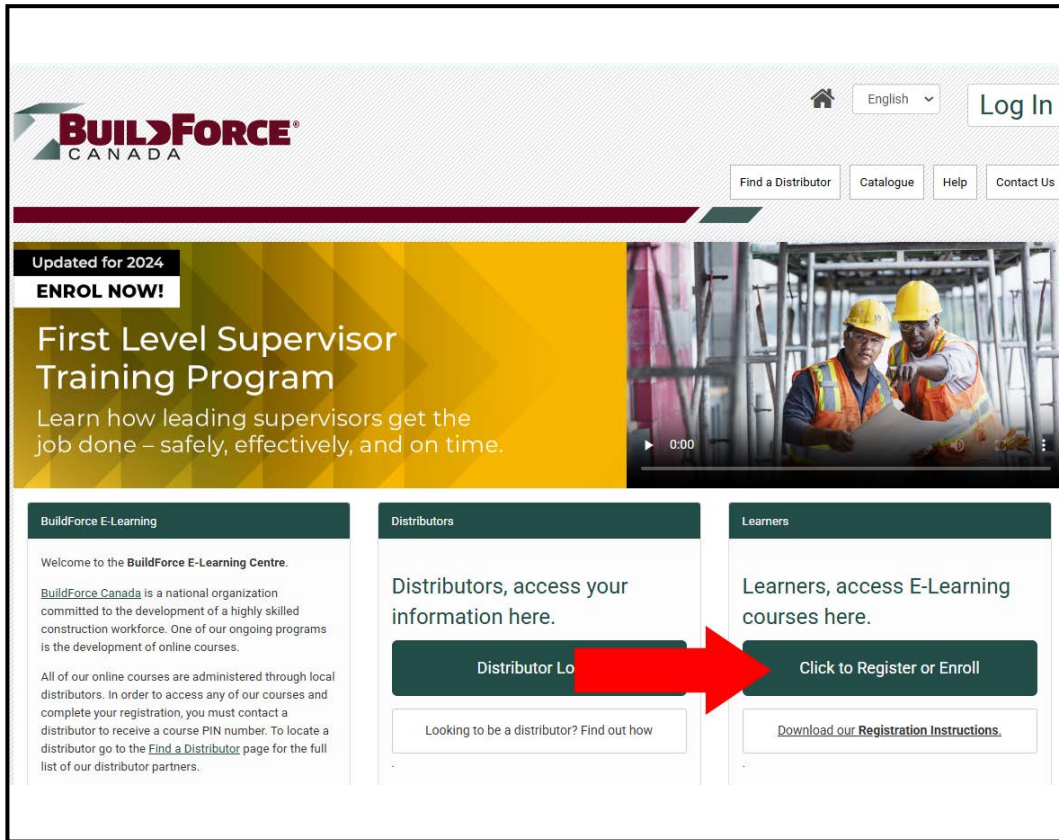 English
Log In
BUILDFORCE®
CANADA
Find a Distributor
Catalogue
Help
Contact Us
Updated for 2024
ENROL NOW!
First Level Supervisor
Training Program
Learn how leading supervisors get the
job done – safely, effectively, and on time.
0:00
BuildForce E-Learning
Welcome to the BuildForce E-Learning Centre.
BuildForce Canada is a national organization
committed to the development of a highly skilled
construction workforce. One of our ongoing programs
is the development of online courses.
All of our online courses are administered through local
distributors. In order to access any of our courses and
complete your registration, you must contact a
distributor to receive a course PIN number. To locate a
distributor go to the Find a Distributor page for the full
list of our distributor partners.
Distributors
Distributors, access your
information here.
Distributor Lo
Looking to be a distributor? Find out how
.
Learners
Learners, access E-Learning
courses here.
Click to Register or Enroll
Download our Registration Instructions.
.